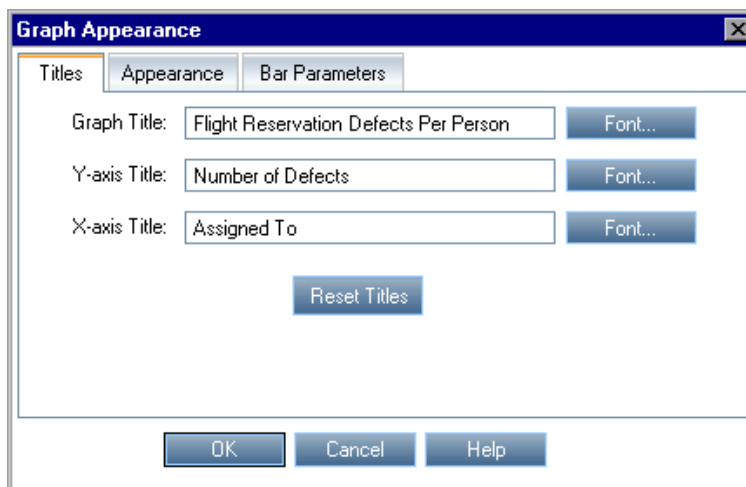 Graph Appearance
Titles Appearance Bar Parameters
Graph Title: Flight Reservation Defects Per Person Font...
Y-axis Title: Number of Defects Font...
X-axis Title: Assigned To Font...
Reset Titles
OK Cancel Help